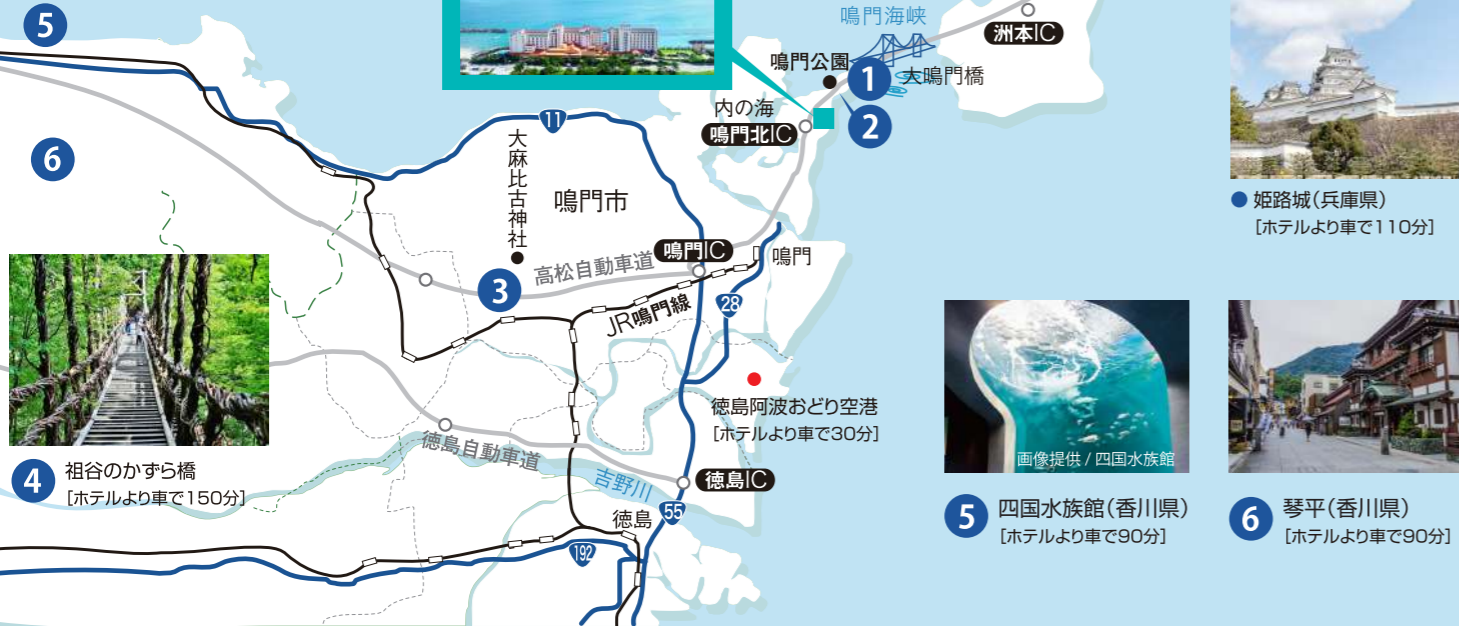 5
鳴門海峡
洲本IC
鳴門公園
1
大鳴門橋
内の海
2
鳴門北IC
11
6
大麻比古神社
鳴門市
姫路城(兵庫県)
[ホテルより車で110分]
鳴門IC
鳴門
高松自動車道
3
28
JR鳴門線
徳島阿波おどり空港
[ホテルより車で30分]
徳島自動車道
画像提供 / 四国水族館
4
祖谷のかずら橋
[ホテルより車で150分]
吉野川
徳島IC
徳島
55
192
5
四国水族館(香川県)
[ホテルより車で90分]
6
琴平(香川県)
[ホテルより車で90分]